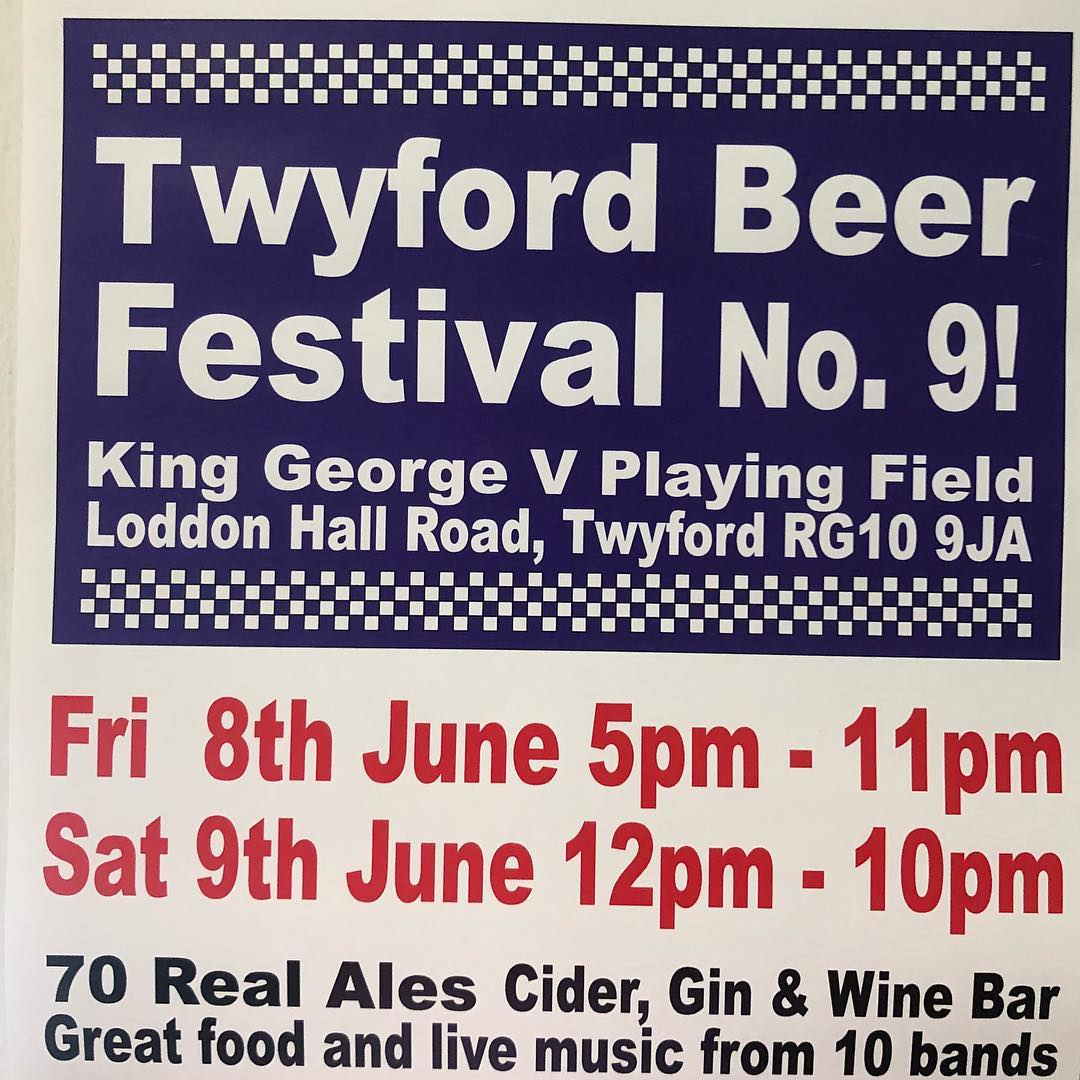 Twyford Beer
Festival No. 9!
King George V Playing Field
Loddon Hall Road, Twyford RG10 9JA
Fri 8th June 5pm - 11pm
Sat 9th June 12pm - 10pm
70 Real Ales Cider, Gin & Wine Bar
Great food and live music from 10 bands